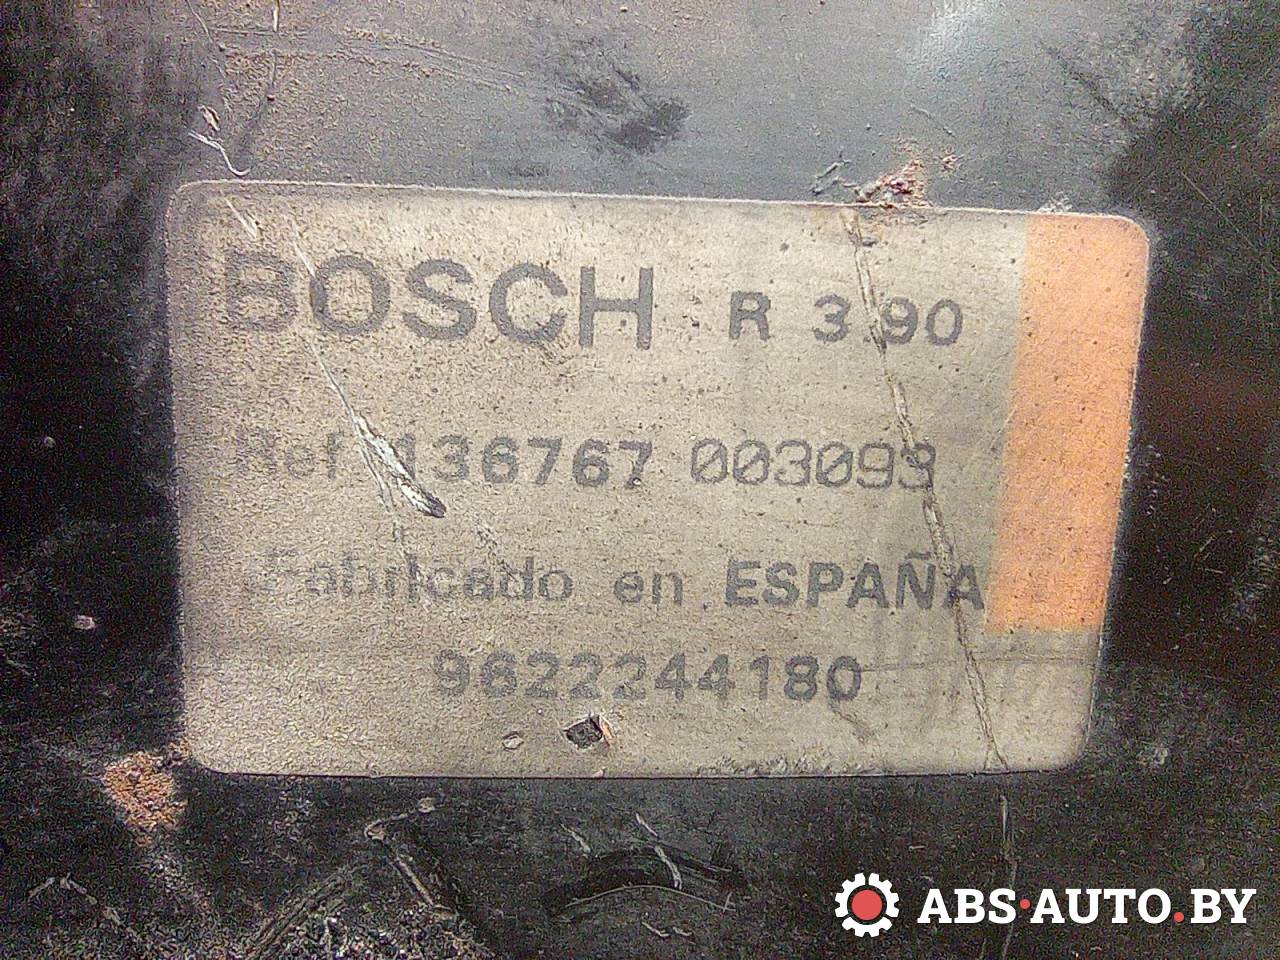 BOSCH R 3.90
Ref 136767 003093
Fabricado en ESPAÑA
9622244180
ABS·AUTO.BY